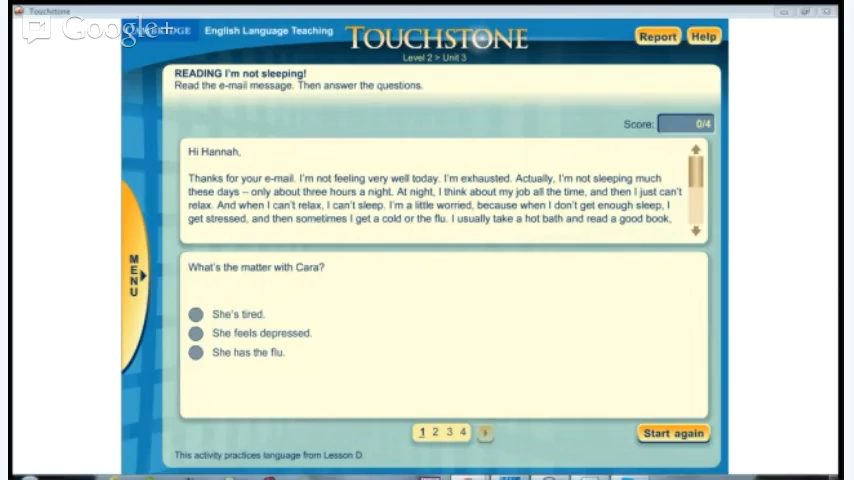 Touchstone
Google+
CAMBRIDGE English Language Teaching
TOUCHSTONE
Report
Help
Level 2 > Unit 3
READING I'm not sleeping!
Read the e-mail message. Then answer the questions.
Score: 0/4
Hi Hannah,
Thanks for your e-mail. I'm not feeling very well today. I'm exhausted. Actually, I'm not sleeping much
these days – only about three hours a night. At night, I think about my job all the time, and then I just can't
relax. And when I can't relax, I can't sleep. I'm a little worried, because when I don't get enough sleep, I
get stressed, and then sometimes I get a cold or the flu. I usually take a hot bath and read a good book,
MENU
What's the matter with Cara?
She's tired.
She feels depressed.
She has the flu.
1 2 3 4
Start again
This activity practices language from Lesson D